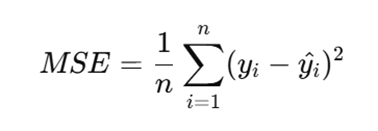 MSE = \frac{1}{n} \sum_{i=1}^{n} (y_i - \hat{y}_i)^2